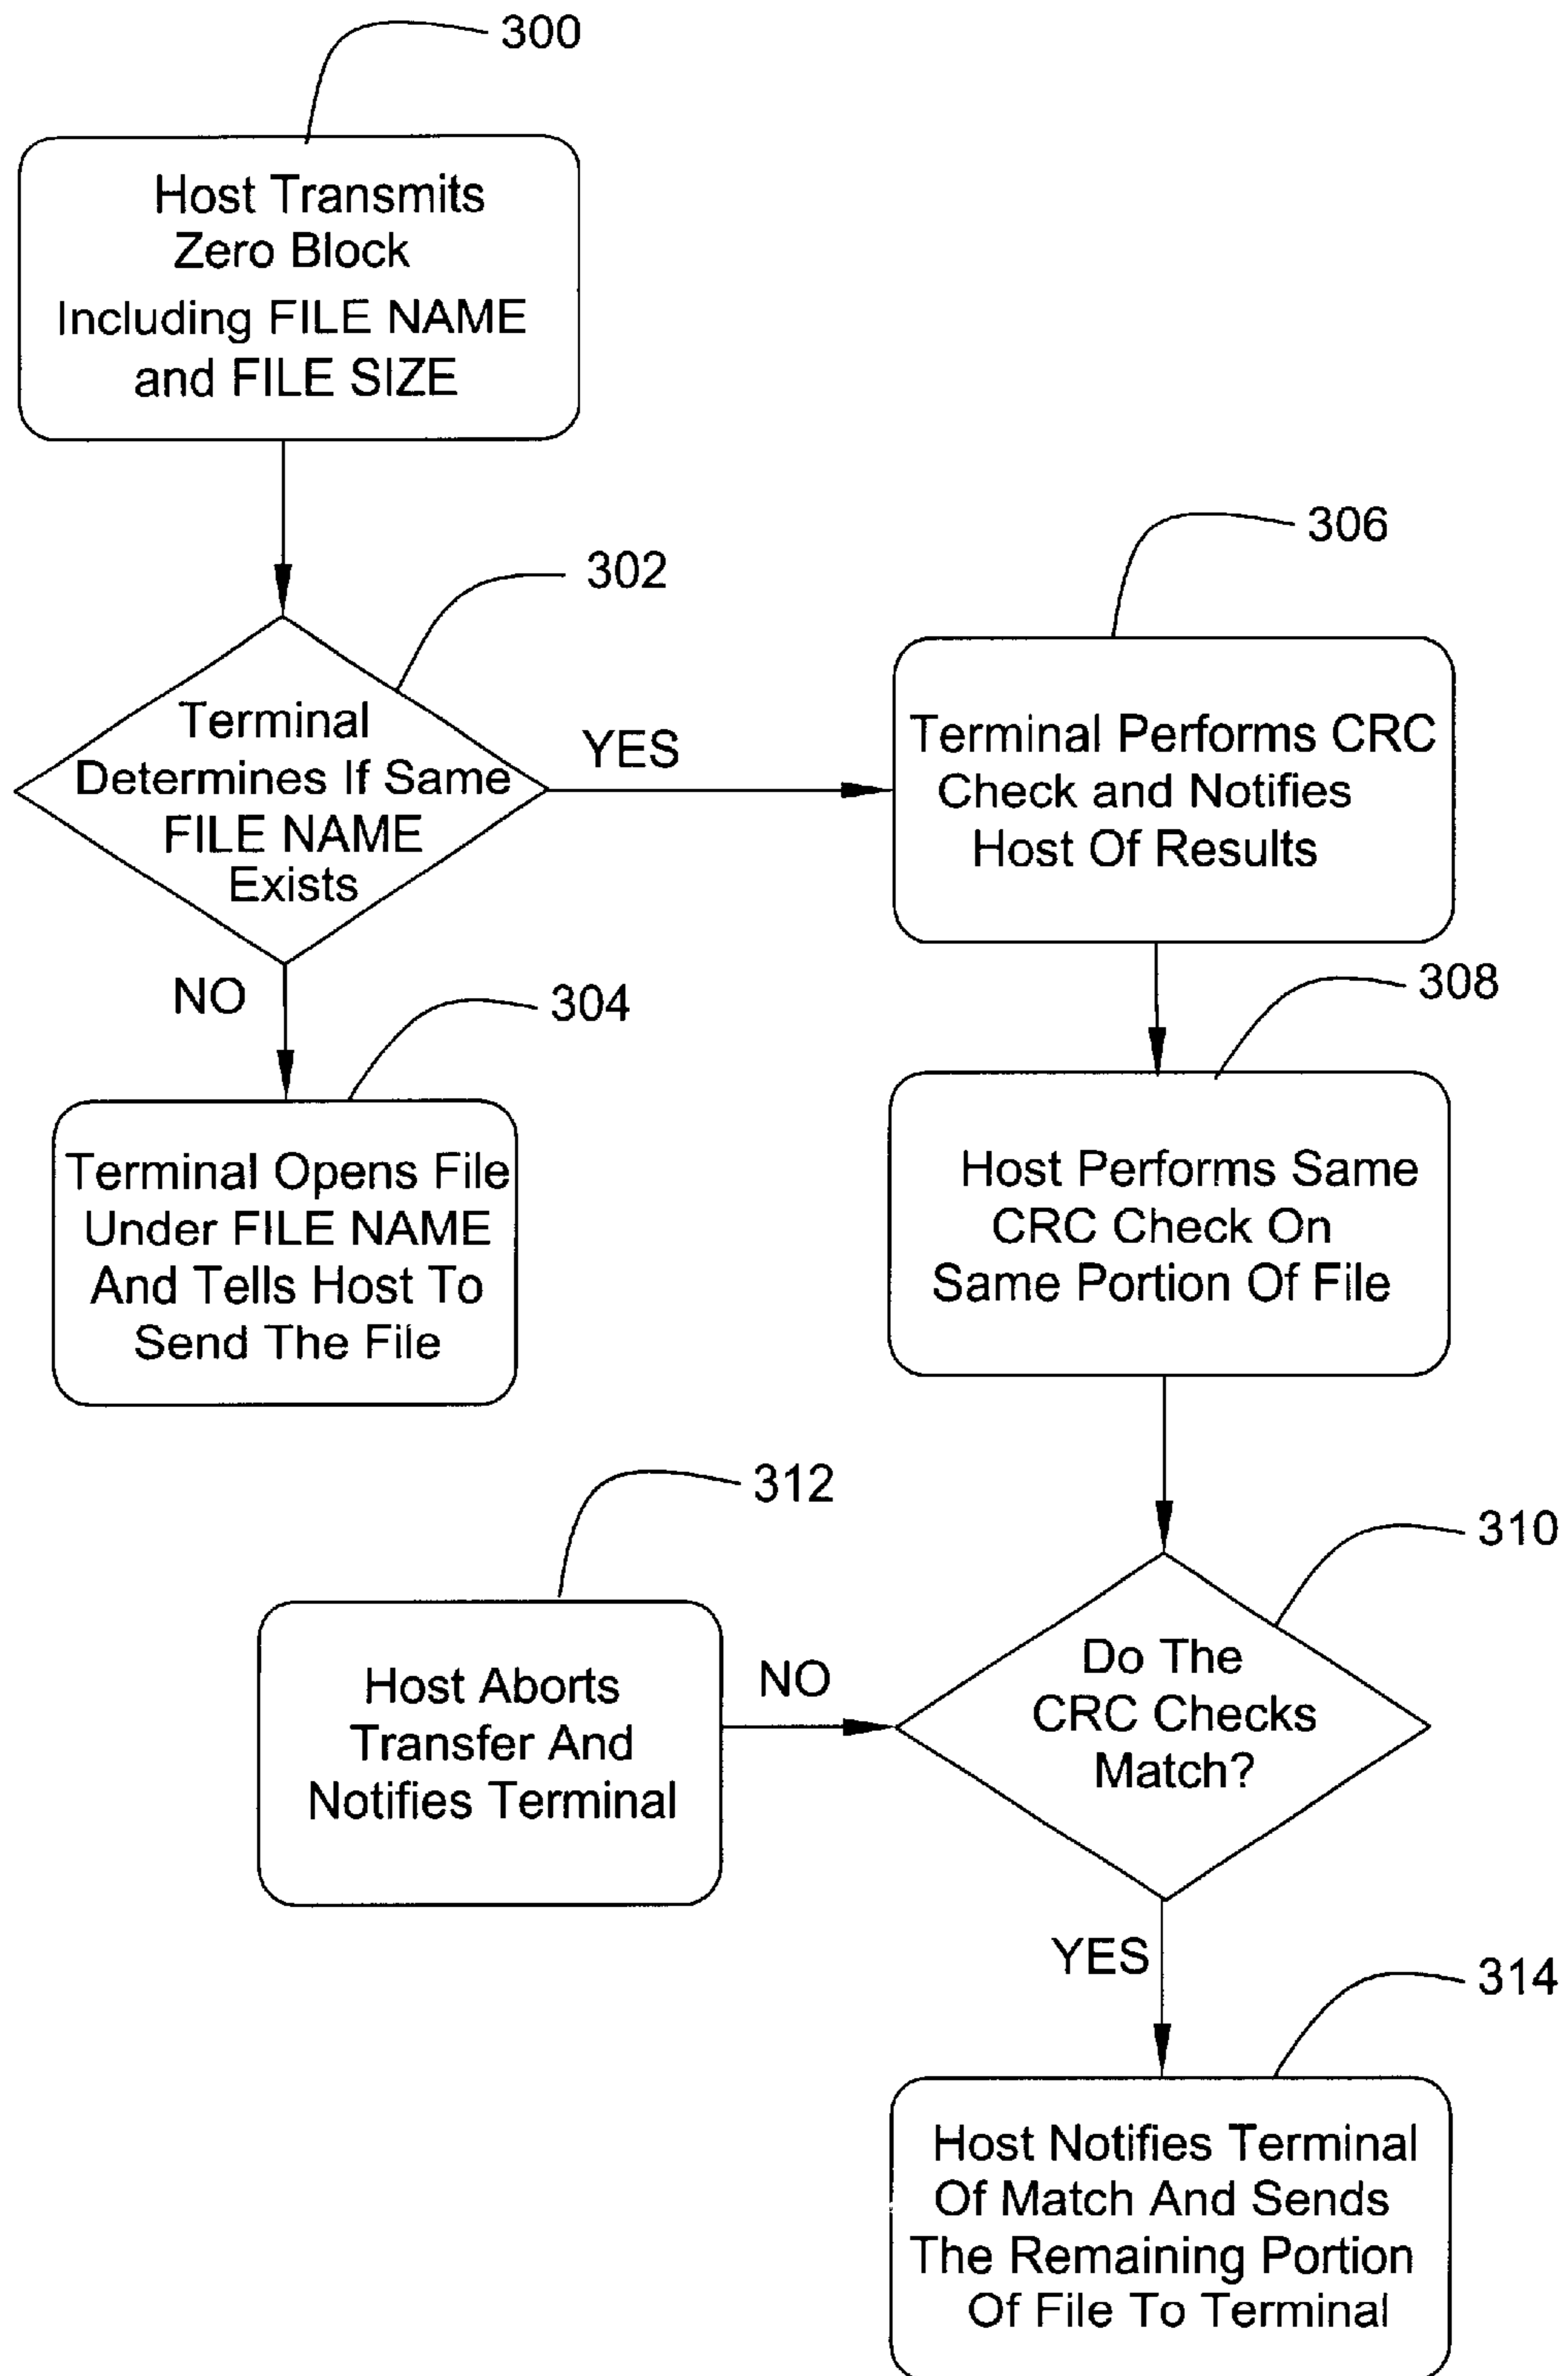 300
Host Transmits
Zero Block
Including FILE NAME
and FILE SIZE
302
Terminal
Determines If Same
FILE NAME
Exists
YES
NO
304
Terminal Opens File
Under FILE NAME
And Tells Host To
Send The File
306
Terminal Performs CRC
Check and Notifies
Host Of Results
308
Host Performs Same
CRC Check On
Same Portion Of File
310
Do The
CRC Checks
Match?
NO
312
Host Aborts
Transfer And
Notifies Terminal
YES
314
Host Notifies Terminal
Of Match And Sends
The Remaining Portion
Of File To Terminal